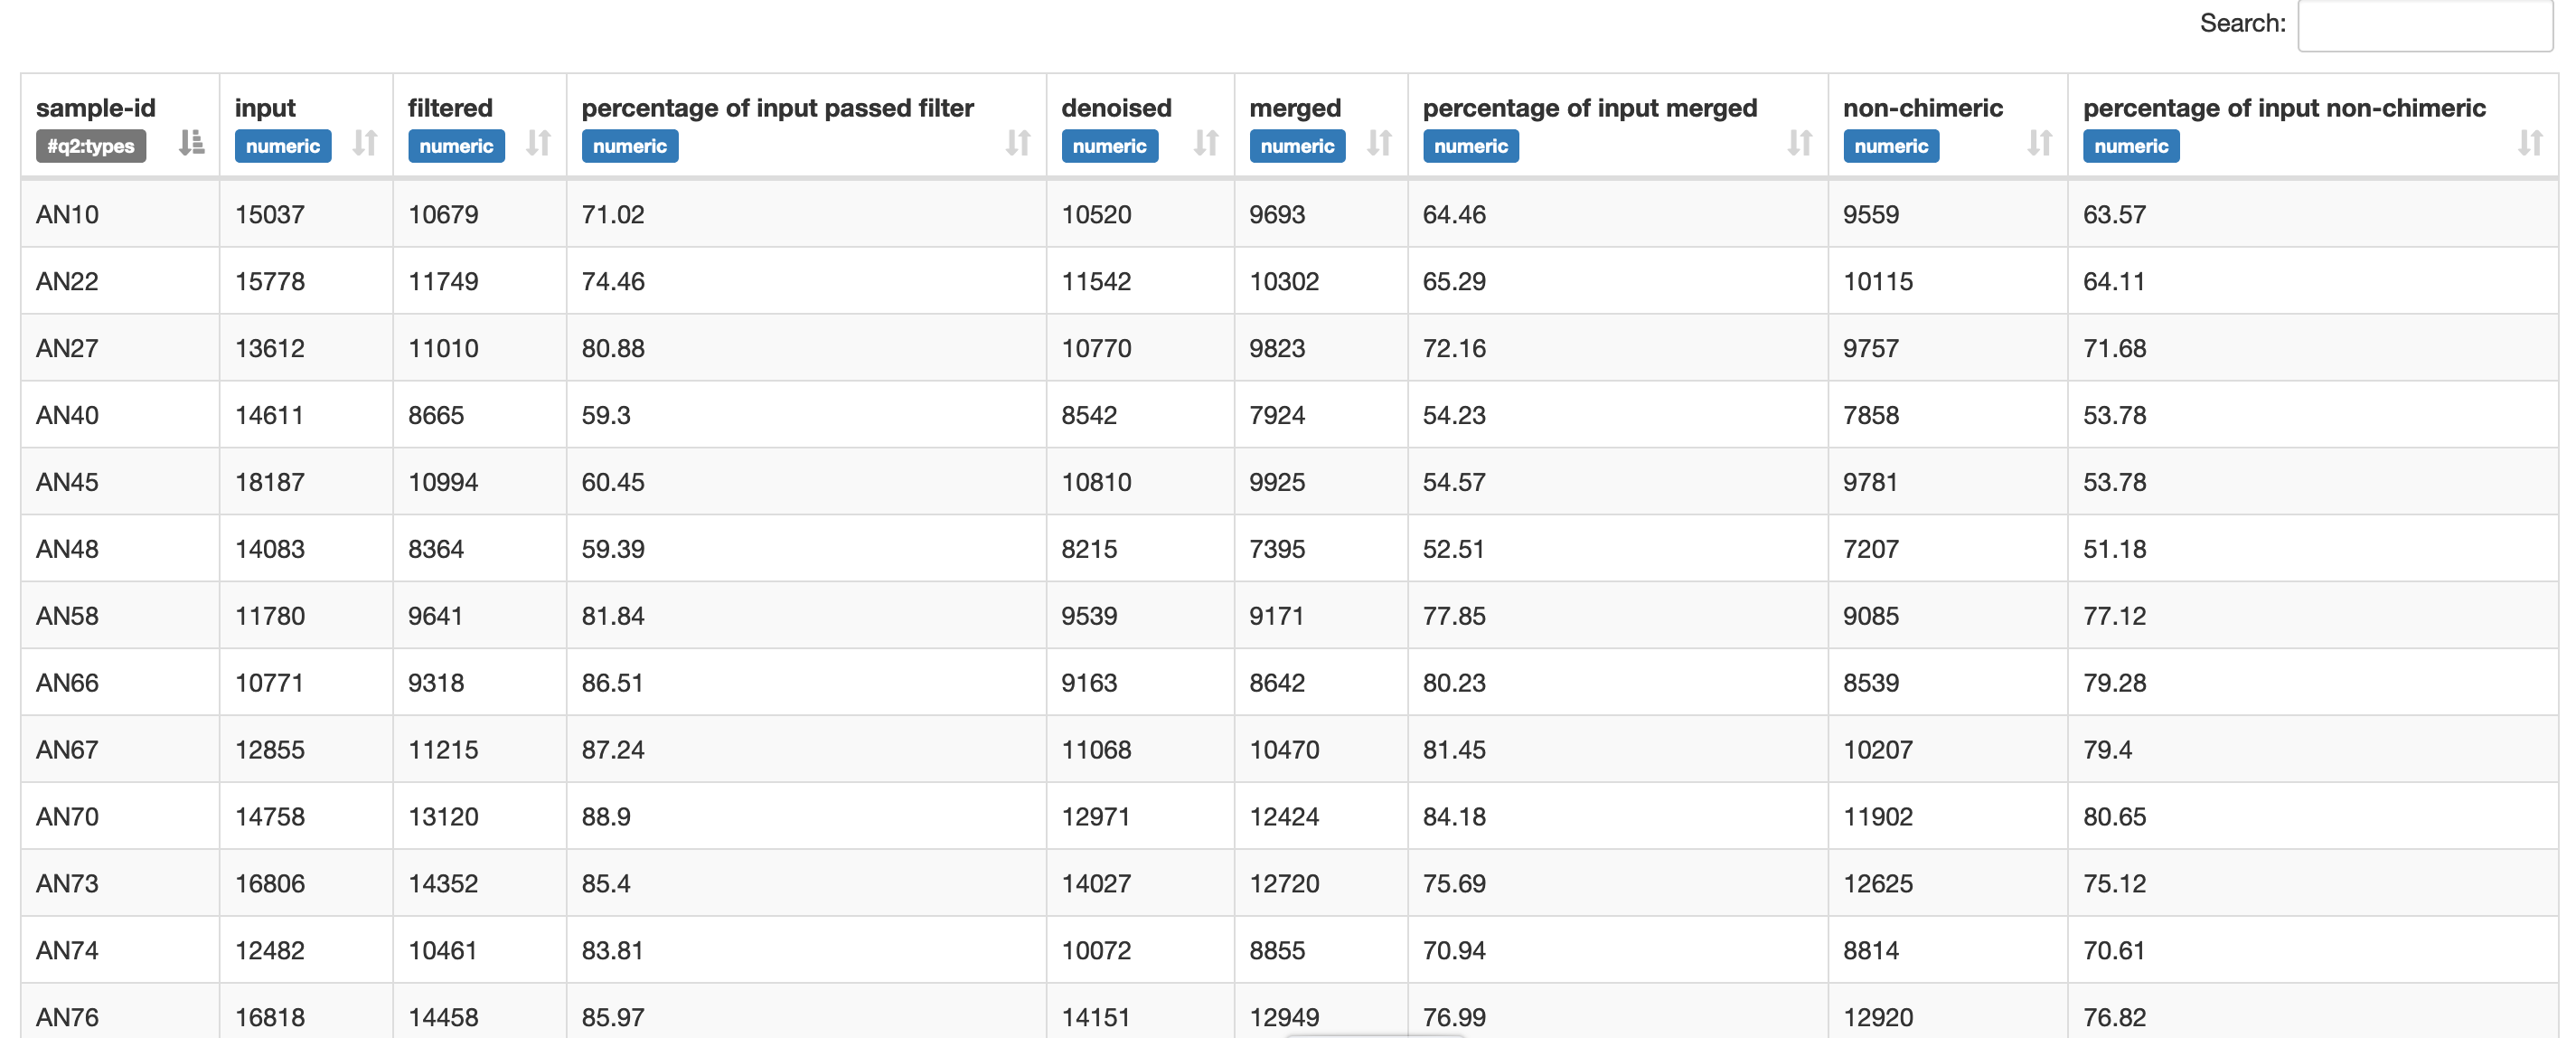 Search:
sample-id input filtered percentage of input passed filter denoised merged percentage of input merged non-chimeric percentage of input non-chimeric
#q2:types numeric numeric numeric numeric numeric numeric numeric numeric
AN10 15037 10679 71.02 10520 9693 64.46 9559 63.57
AN22 15778 11749 74.46 11542 10302 65.29 10115 64.11
AN27 13612 11010 80.88 10770 9823 72.16 9757 71.68
AN40 14611 8665 59.3 8542 7924 54.23 7858 53.78
AN45 18187 10994 60.45 10810 9925 54.57 9781 53.78
AN48 14083 8364 59.39 8215 7395 52.51 7207 51.18
AN58 11780 9641 81.84 9539 9171 77.85 9085 77.12
AN66 10771 9318 86.51 9163 8642 80.23 8539 79.28
AN67 12855 11215 87.24 11068 10470 81.45 10207 79.4
AN70 14758 13120 88.9 12971 12424 84.18 11902 80.65
AN73 16806 14352 85.4 14027 12720 75.69 12625 75.12
AN74 12482 10461 83.81 10072 8855 70.94 8814 70.61
AN76 16818 14458 85.97 14151 12949 76.99 12920 76.82